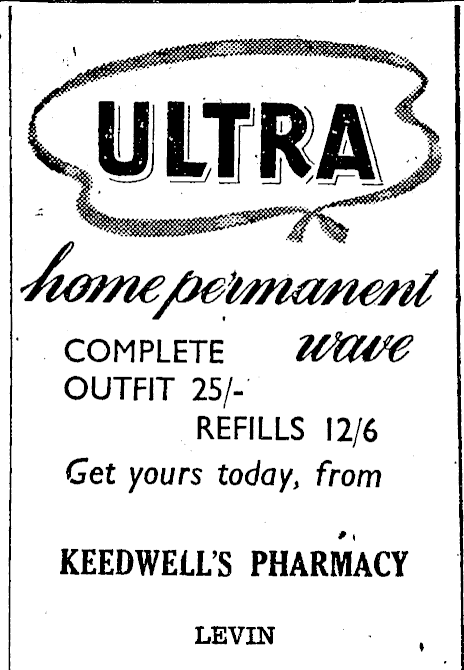 ULTRA
home permanent
wave
COMPLETE
OUTFIT 25/-
REFILLS 12/6
Get yours today, from
KEEDWELL'S PHARMACY
LEVIN